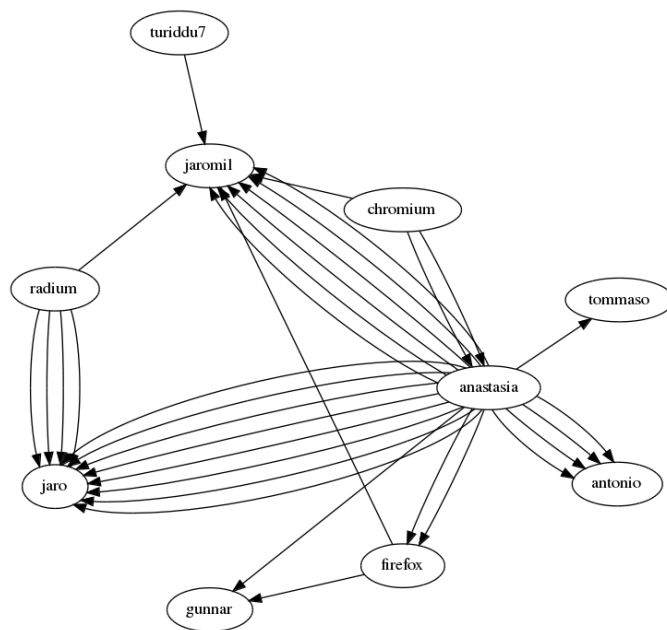 turiddu7
jaromil
chromium
radium
tommaso
anastasia
jaro
antonio
firefox
gunnar